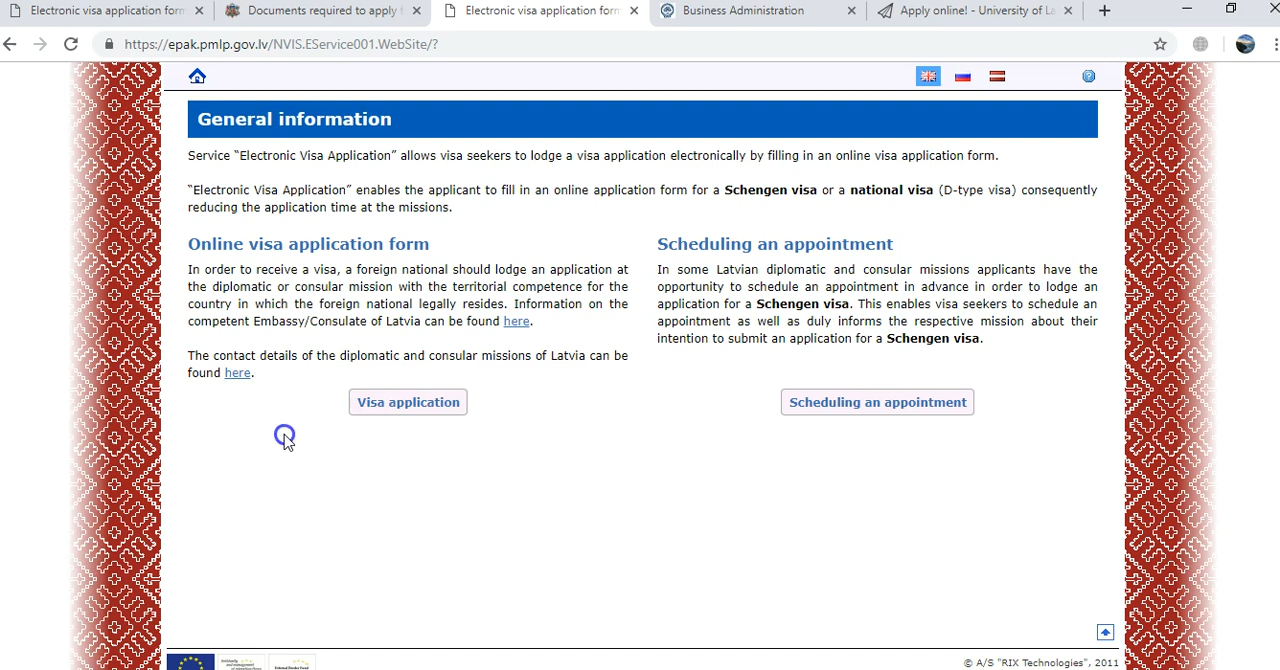 Electronic visa application form
Documents required to apply f
Electronic visa application form
Business Administration
Apply online! - University of La
https://epak.pmlp.gov.lv/NVIS.EService001.WebSite/?
General information
Service "Electronic Visa Application" allows visa seekers to lodge a visa application electronically by filling in an online visa application form.
"Electronic Visa Application" enables the applicant to fill in an online application form for a Schengen visa or a national visa (D-type visa) consequently
reducing the application time at the missions.
Online visa application form
In order to receive a visa, a foreign national should lodge an application at
the diplomatic or consular mission with the territorial competence for the
country in which the foreign national legally resides. Information on the
competent Embassy/Consulate of Latvia can be found here.
The contact details of the diplomatic and consular missions of Latvia can be
found here.
Visa application
Scheduling an appointment
In some Latvian diplomatic and consular missions applicants have the
opportunity to schedule an appointment in advance in order to lodge an
application for a Schengen visa. This enables visa seekers to schedule an
appointment as well as duly informs the respective mission about their
intention to submit an application for a Schengen visa.
Scheduling an appointment
© A/S "RIX Technologies", 2011